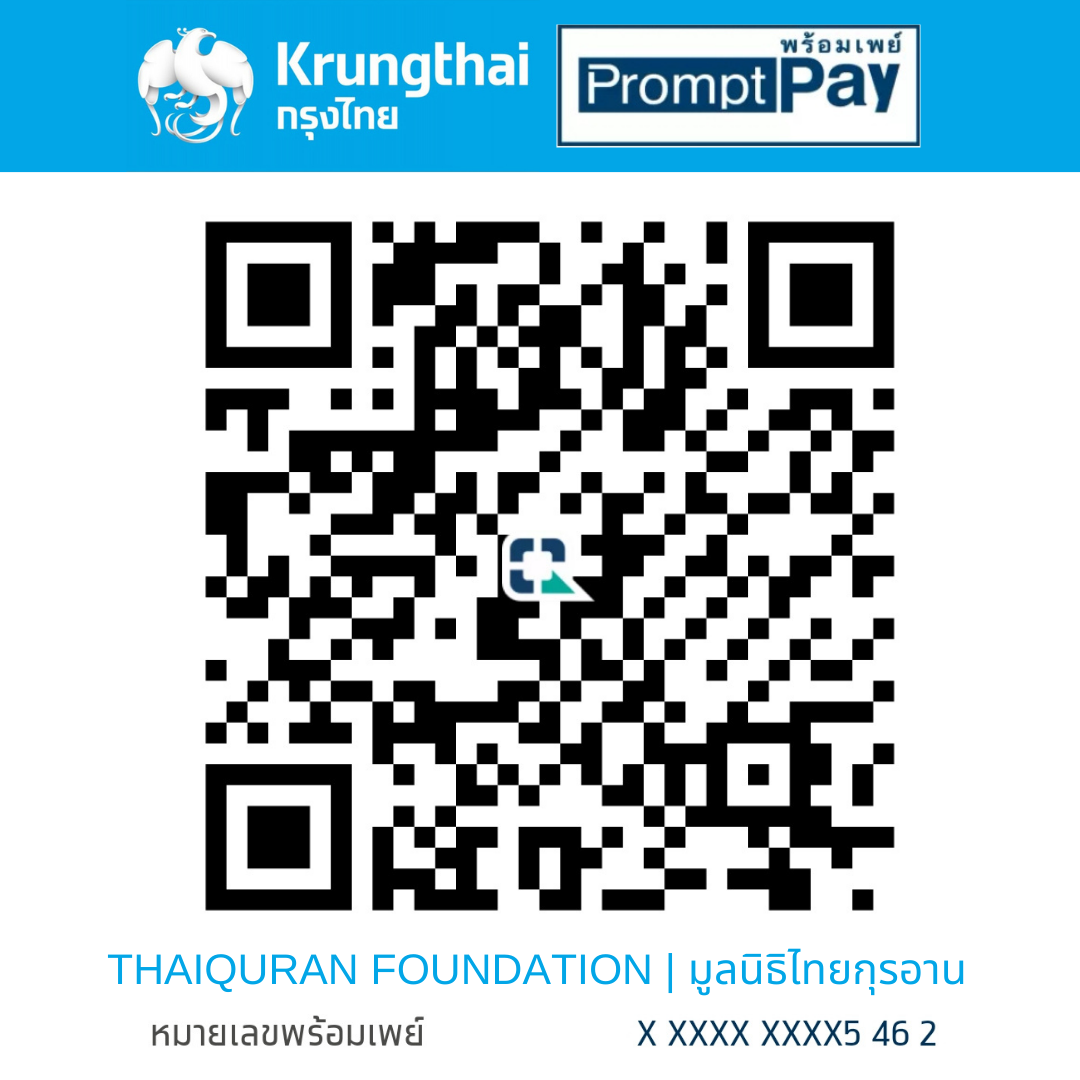 Krungthai
กรุงไทย
พร้อมเพย์
PromptPay
THAIQURAN FOUNDATION | มูลนิธิไทยกุรอาน
หมายเลขพร้อมเพย์ X XXXX XXXX5 46 2